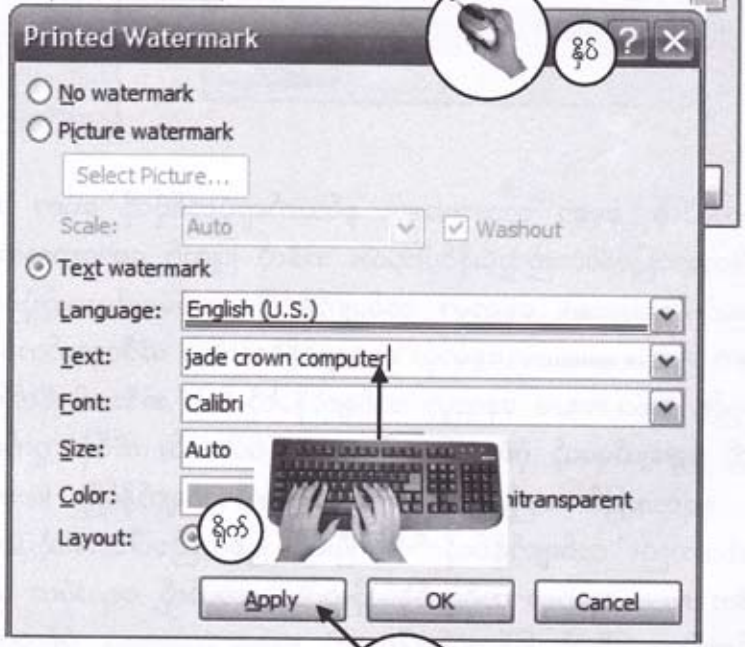 Printed Watermark
နှိပ်
No watermark
Picture watermark
Select Picture...
Scale: Auto Washout
Text watermark
Language: English (U.S.)
Text: jade crown computer
Font: Calibri
Size: Auto
Color: nitransparent
Layout: ရိုက်
Apply OK Cancel